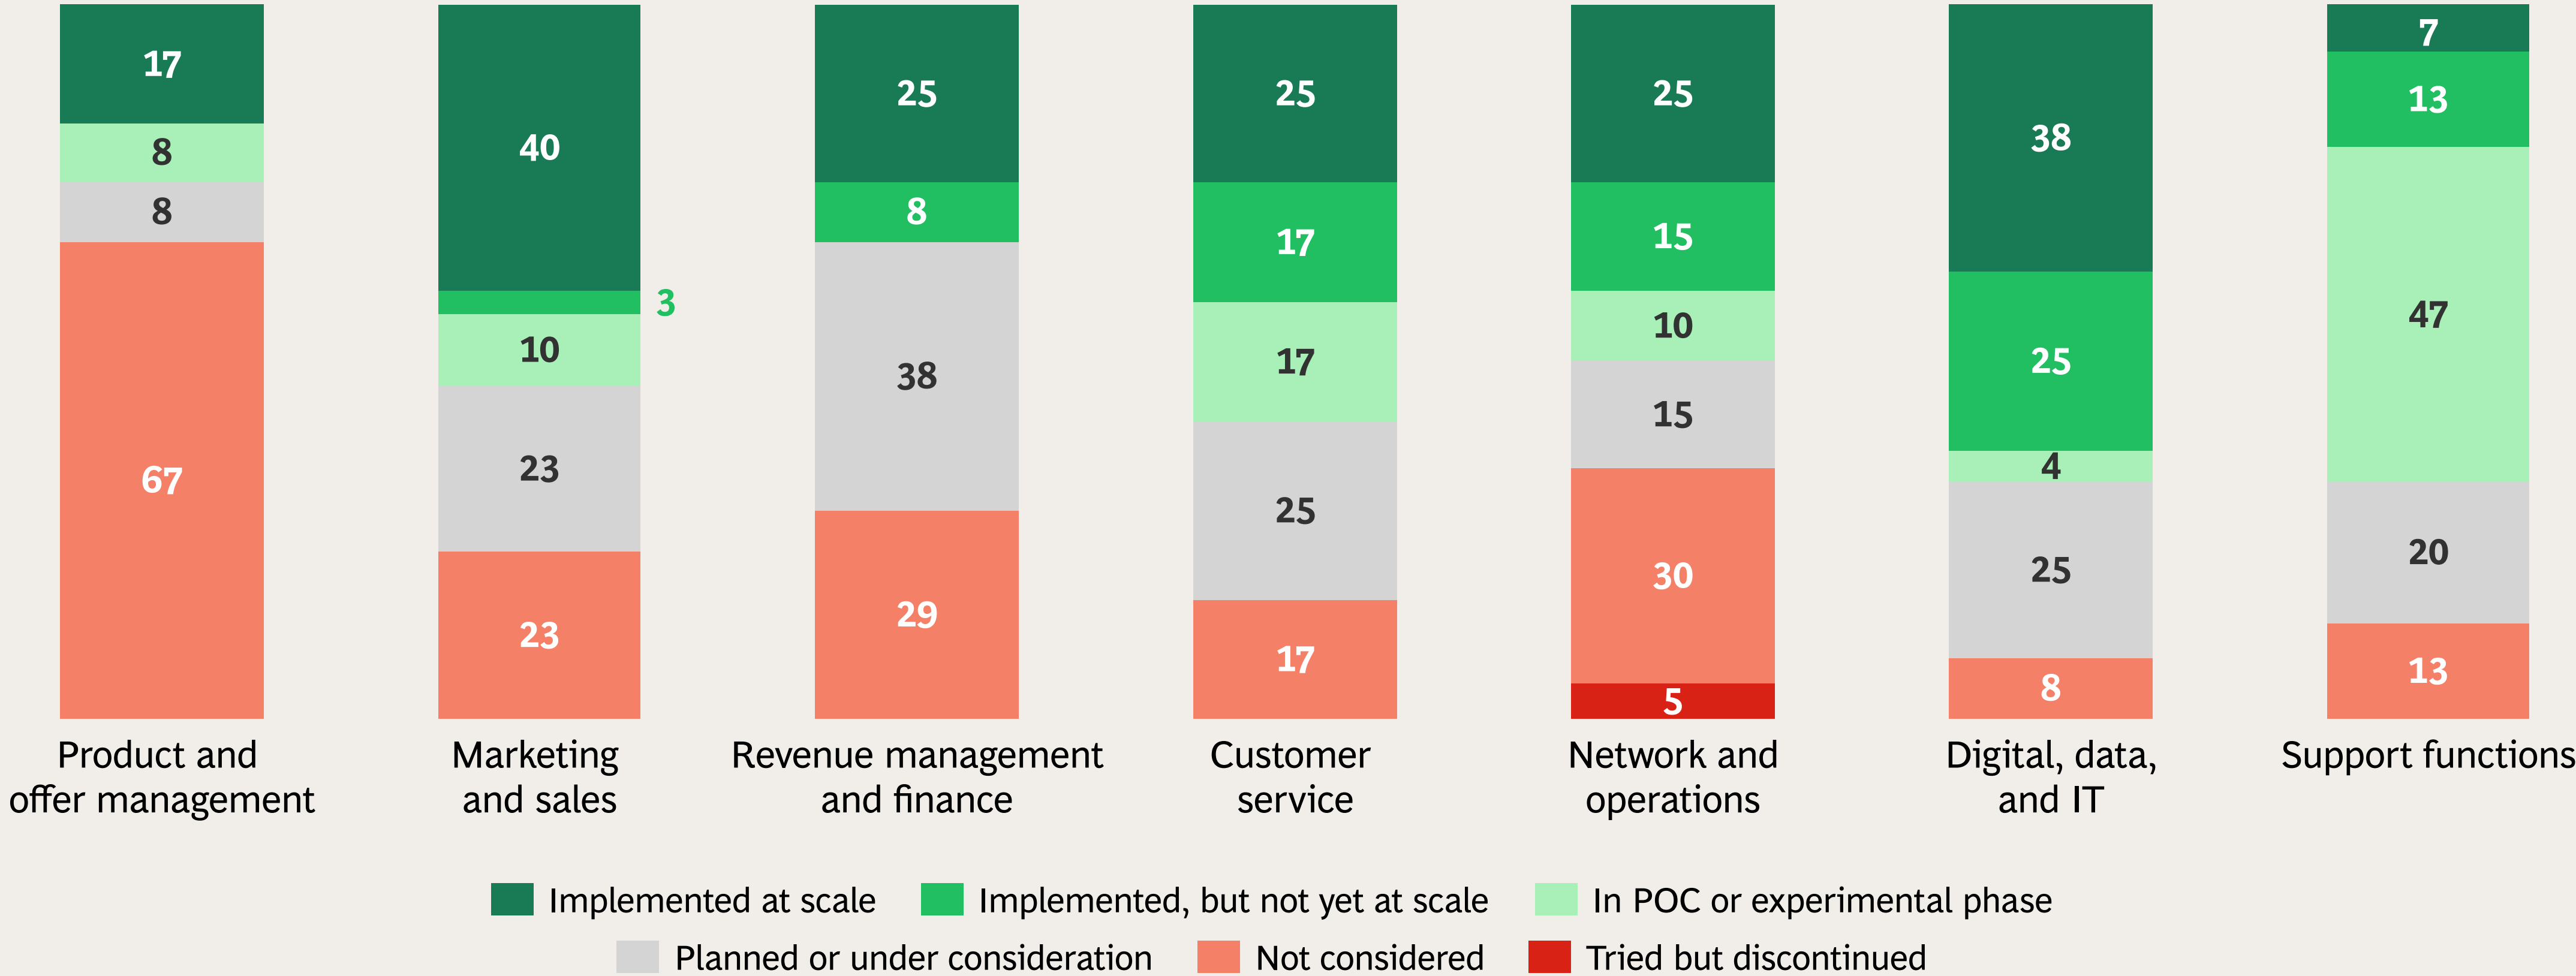 17
8
8
67
Product and
offer management
40
3
10
23
23
Marketing
and sales
25
8
38
29
Revenue management
and finance
25
17
17
25
17
Customer
service
25
15
10
15
30
5
Network and
operations
38
25
4
25
8
Digital, data,
and IT
7
13
47
20
13
Support functions
Implemented at scale
Implemented, but not yet at scale
In POC or experimental phase
Planned or under consideration
Not considered
Tried but discontinued